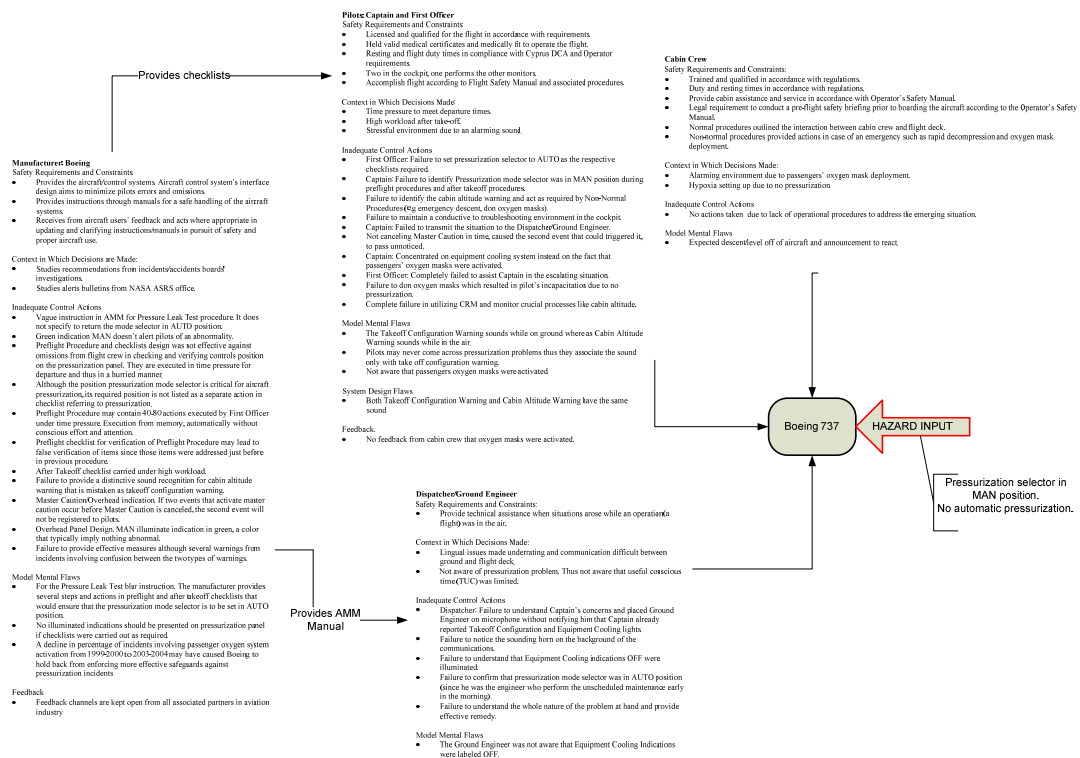 Provides checklists
Pilots: Captain and First Officer
Safety Requirements and Constraints
• Licensed and qualified for the flight in accordance with requirements.
• Held valid medical certificates and medically fit to operate the flight.
• Resting and flight duty times in compliance with Cyprus DCA and Operator
requirements.
• Two in the cockpit, one performs the other monitors.
• Accomplish flight according to Flight Safety Manual and associated procedures.
Context in Which Decisions Made:
• Time pressure to meet departure times.
• High workload after take-off.
• Stressful environment due to an alarming sound.
Inadequate Control Actions
• First Officer: Failure to set pressurization selector to AUTO as the respective
checklists required.
• Captain: Failure to identify Pressurization mode selector was in MAN position during
preflight procedures and after takeoff procedures.
• Failure to identify the cabin altitude warning and act as required by Non-Normal
Procedures (e.g emergency descent, don oxygen masks).
• Failure to maintain a conductive to troubleshooting environment in the cockpit.
• Captain: Failed to transmit the situation to the Dispatcher/Ground Engineer.
• Not canceling Master Caution in time, caused the second event that could triggered it,
to pass unnoticed.
• Captain: Concentrated on equipment cooling system instead on the fact that
passengers' oxygen masks were activated.
• First Officer: Completely failed to assist Captain in the escalating situation.
• Failure to don oxygen masks which resulted in pilot's incapacitation due to no
pressurization.
• Complete failure in utilizing CRM and monitor crucial processes like cabin altitude.
Model Mental Flaws
• The Takeoff Configuration Warning sounds while on ground where as Cabin Altitude
Warning sounds while in the air.
• Pilots may never come across pressurization problems thus they associate the sound
only with take off configuration warning.
• Not aware that passengers oxygen masks were activated.
System Design Flaws
• Both Takeoff Configuration Warning and Cabin Altitude Warning have the same
sound
Feedback.
• No feedback from cabin crew that oxygen masks were activated.
Cabin Crew
Safety Requirements and Constraints:
• Trained and qualified in accordance with regulations.
• Duty and resting times in accordance with regulations.
• Provide cabin assistance and service in accordance with Operator's Safety Manual.
• Legal requirement to conduct a pre-flight safety briefing prior to boarding the aircraft according to the Operator's Safety
Manual.
• Normal procedures outlined the interaction between cabin crew and flight deck.
• Non-normal procedures provided actions in case of an emergency such as rapid decompression and oxygen mask
deployment.
Context in Which Decisions Made:
• Alarming environment due to passengers' oxygen mask deployment.
• Hypoxia setting up due to no pressurization.
Inadequate Control Actions
• No actions taken due to lack of operational procedures to address the emerging situation.
Model Mental Flaws
• Expected descent/level off of aircraft and announcement to react.
Manufacturer: Boeing
Safety Requirements and Constraints
• Provides the aircraft/control systems. Aircraft control system's interface
design aims to minimize pilots errors and omissions.
• Provides instructions through manuals for a safe handling of the aircraft
systems.
• Receives from aircraft users' feedback and acts where appropriate in
updating and clarifying instructions/manuals in pursuit of safety and
proper aircraft use.
Context in Which Decisions are Made:
• Studies recommendations from incidents/accidents boards'
investigations.
• Studies alerts bulletins from NASA ASRS office.
Inadequate Control Actions
• Vague instruction in AMM for Pressure Leak Test procedure. It does
not specify to return the mode selector in AUTO position.
• Green indication MAN doesn't alert pilots of an abnormality.
• Preflight Procedure and checklists design was not effective against
omissions from flight crew in checking and verifying controls position
on the pressurization panel. They are executed in time pressure for
departure and thus in a hurried manner.
• Although the position pressurization mode selector is critical for aircraft
pressurization, its required position is not listed as a separate action in
checklist referring to pressurization.
• Preflight Procedure may contain 40-80 actions executed by First Officer
under time pressure. Execution from memory, automatically without
conscious effort and attention.
• Preflight checklist for verification of Preflight Procedure may lead to
false verification of items since those items were addressed just before
in previous procedure.
• After Takeoff checklist carried under high workload.
• Failure to provide a distinctive sound recognition for cabin altitude
warning that is mistaken as takeoff configuration warning.
• Master Caution/Overhead indication. If two events that activate master
caution occur before Master Caution is canceled, the second event will
not be registered to pilots.
• Overhead Panel Design. MAN illuminate indication in green, a color
that typically imply nothing abnormal.
• Failure to provide effective measures although several warnings from
incidents involving confusion between the two types of warnings.
Model Mental Flaws
• For the Pressure Leak Test blur instruction. The manufacturer provides
several steps and actions in preflight and after takeoff checklists that
would ensure that the pressurization mode selector is to be set in AUTO
position.
• No illuminated indications should be presented on pressurization panel
if checklists were carried out as required.
• A decline in percentage of incidents involving passenger oxygen system
activation from 1999-2000 to 2003-2004 may have caused Boeing to
hold back from enforcing more effective safeguards against
pressurization incidents
Feedback
• Feedback channels are kept open from all associated partners in aviation
industry
Provides AMM
Manual
Dispatcher/Ground Engineer
Safety Requirements and Constraints:
• Provide technical assistance when situations arose while an operation (a
flight) was in the air.
Context in Which Decisions Made:
• Lingual issues made underrating and communication difficult between
ground and flight deck.
• Not aware of pressurization problem. Thus not aware that useful conscious
time (TUC) was limited.
Inadequate Control Actions
• Dispatcher: Failure to understand Captain's concerns and placed Ground
Engineer on microphone without notifying him that Captain already
reported Takeoff Configuration and Equipment Cooling lights.
• Failure to notice the sounding horn on the background of the
communications.
• Failure to understand that Equipment Cooling indications OFF were
illuminated.
• Failure to confirm that pressurization mode selector was in AUTO position
(since he was the engineer who perform the unscheduled maintenance early
in the morning).
• Failure to understand the whole nature of the problem at hand and provide
effective remedy.
Model Mental Flaws
• The Ground Engineer was not aware that Equipment Cooling Indications
were labeled OFF.
Boeing 737
HAZARD INPUT
Pressurization selector in
MAN position.
No automatic pressurization.